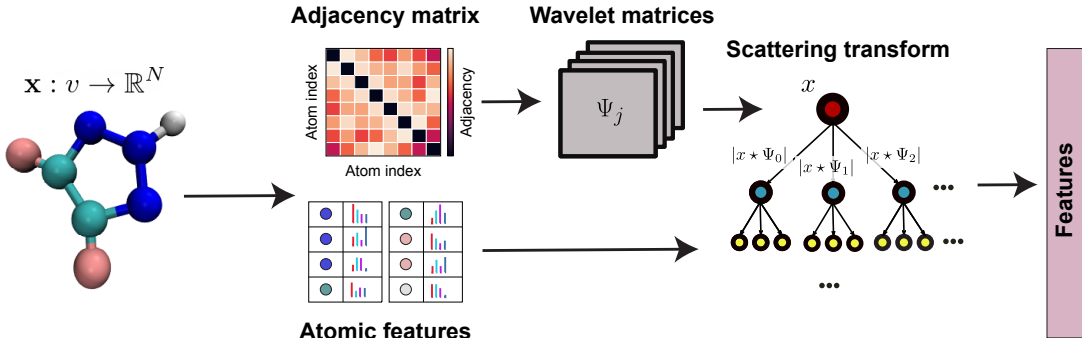 Adjacency matrix
Wavelet matrices
Scattering transform
x : v → ℝ^N
Atom index
Adjacency
Atom index
Ψ_j
x
|x ⋆ Ψ_0|
|x ⋆ Ψ_1|
|x ⋆ Ψ_2|
Features
Atomic features